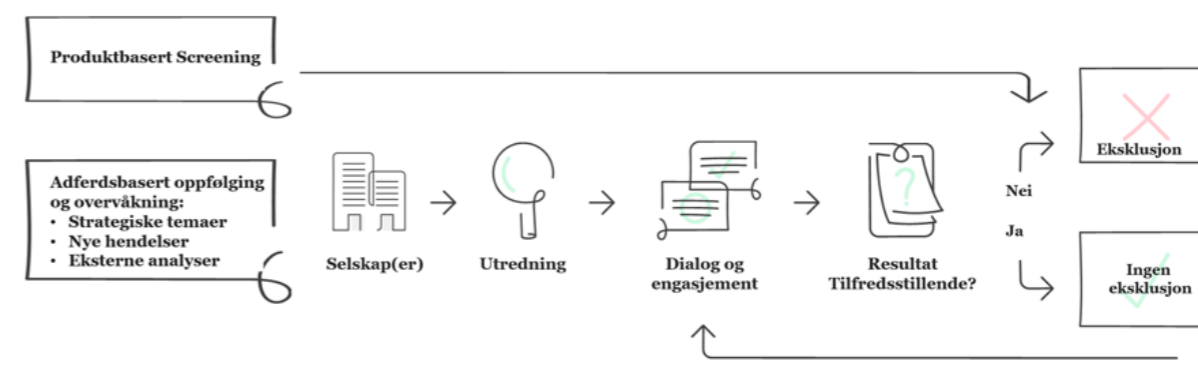 Produktbasert Screening
Adferdsbasert oppfølging
og overvåkning:
• Strategiske temaer
• Nye hendelser
• Eksterne analyser
Selskap(er)
Utredning
Dialog og
engasjement
Resultat
Tilfredsstillende?
Nei
Ja
Eksklusjon
Ingen
eksklusjon